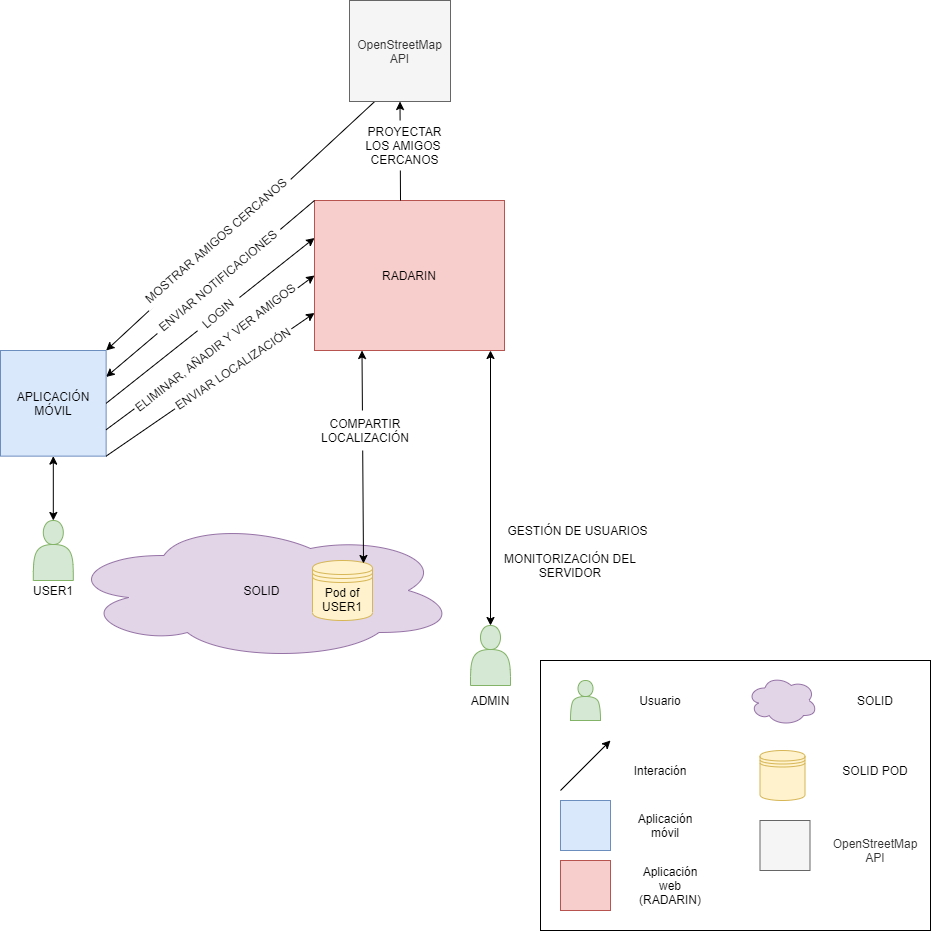 OpenStreetMap
API
PROYECTAR
LOS AMIGOS
CERCANOS
MOSTRAR AMIGOS CERCANOS
ENVIAR NOTIFICACIONES
LOGIN
ELIMINAR, AÑADIR Y VER AMIGOS
ENVIAR LOCALIZACIÓN
RADARIN
APLICACIÓN
MÓVIL
COMPARTIR
LOCALIZACIÓN
USER1
SOLID
Pod of
USER1
GESTIÓN DE USUARIOS
MONITORIZACIÓN DEL
SERVIDOR
ADMIN
Usuario
SOLID
Interación
SOLID POD
Aplicación
móvil
OpenStreetMap
API
Aplicación
web
(RADARIN)